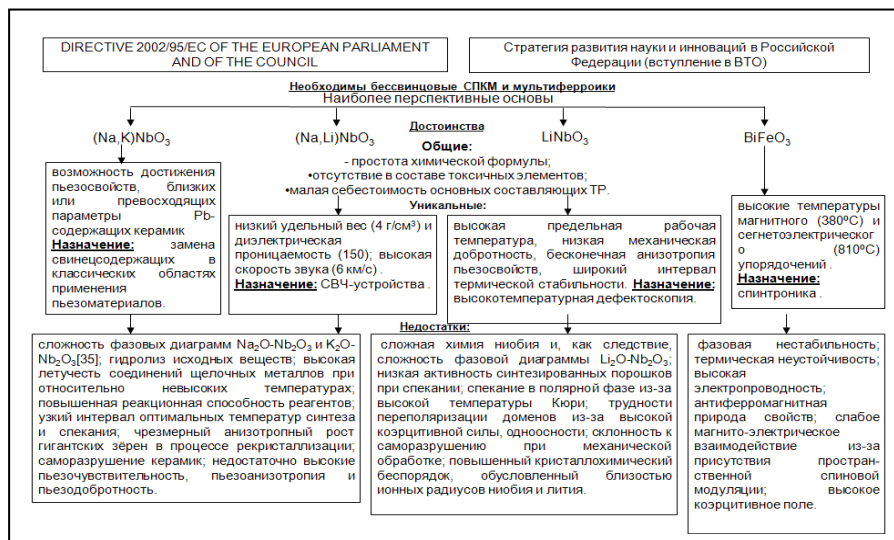 DIRECTIVE 2002/95/EC OF THE EUROPEAN PARLIAMENT
AND OF THE COUNCIL
Стратегия развития науки и инноваций в Российской
Федерации (вступление в ВТО)
Необходимы бессвинцовые СПКМ и мультиферроики
Наиболее перспективные основы
(Na,K)NbO₃
(Na,Li)NbO₃
LiNbO₃
BiFeO₃
Достоинства
Общие:
- простота химической формулы;
•отсутствие в составе токсичных элементов;
•малая себестоимость основных составляющих ТР.
Уникальные:
возможность достижения
пьезосвойств, близких
или превосходящих
параметры Pb-
содержащих керамик
Назначение: замена
свинецсодержащих в
классических областях
применения
пьезоматериалов.
низкий удельный вес (4 г/см³) и
диэлектрическая
проницаемость (150); высокая
скорость звука (6 км/с) .
Назначение: СВЧ-устройства .
высокая предельная рабочая
температура, низкая механическая
добротность, бесконечная анизотропия
пьезосвойств, широкий интервал
термической стабильности. Назначение:
высокотемпературная дефектоскопия.
высокие температуры
магнитного (380ºС) и
сегнетоэлектрическог
о (810ºС)
упорядочений .
Назначение:
спинтроника .
Недостатки:
сложность фазовых диаграмм Na₂O-Nb₂O₃ и K₂O-
Nb₂O₃[35]; гидролиз исходных веществ; высокая
летучесть соединений щелочных металлов при
относительно невысоких температурах;
повышенная реакционная способность реагентов;
узкий интервал оптимальных температур синтеза
и спекания; чрезмерный анизотропный рост
гигантских зёрен в процессе рекристаллизации;
саморазрушение керамик; недостаточно высокие
пьезочувствительность, пьезоанизотропия и
пьезодобротность.
сложная химия ниобия и, как следствие,
сложность фазовой диаграммы Li₂O-Nb₂O₃;
низкая активность синтезированных порошков
при спекании; спекание в полярной фазе из-за
высокой температуры Кюри; трудности
переполяризации доменов из-за высокой
коэрцитивной силы, одноосности; склонность к
саморазрушению при механической
обработке; повышенный кристаллохимический
беспорядок, обусловленный близостью
ионных радиусов ниобия и лития.
фазовая нестабильность;
термическая неустойчивость;
высокая
электропроводность;
антиферромагнитная
природа свойств; слабое
магнито-электрическое
взаимодействие из-за
присутствия простран-
ственной спиновой
модуляции; высокое
коэрцитивное поле.